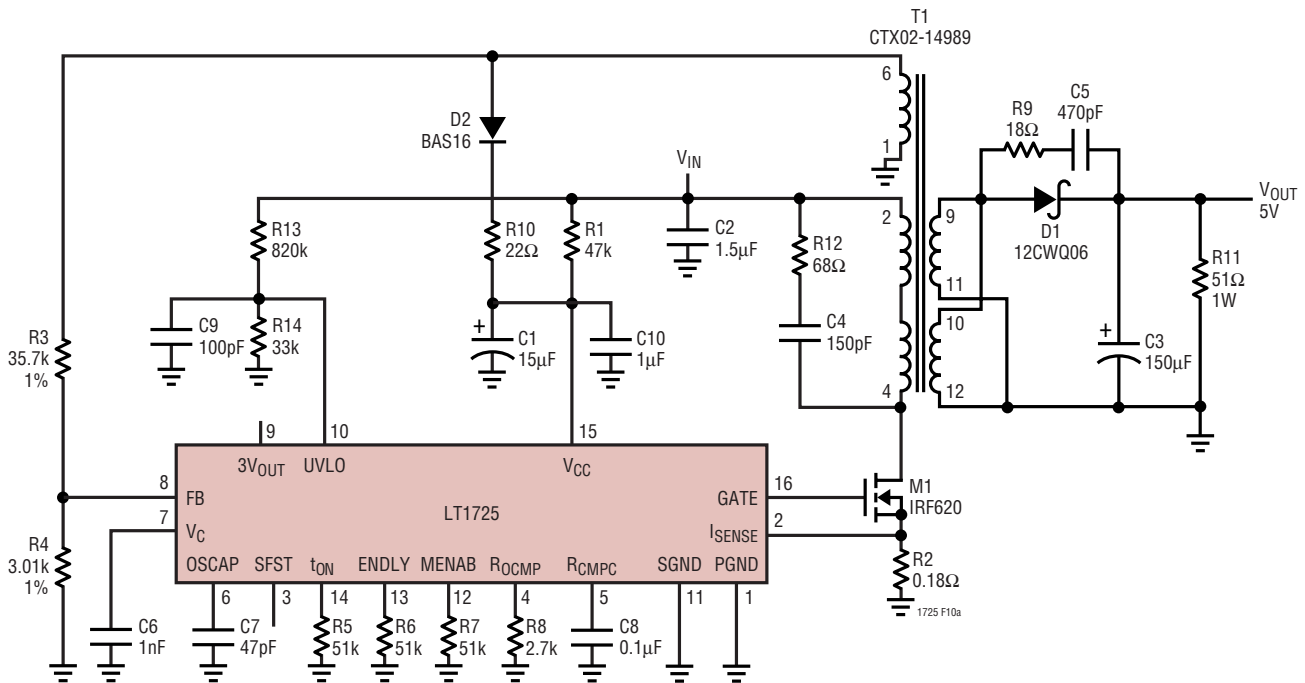 T1
CTX02-14989
6
1
D2
BAS16
R9
18Ω
C5
470pF
VIN
VOUT
5V
D1
12CWQ06
R13
820k
R10
22Ω
R1
47k
C2
1.5µF
R12
68Ω
2
9
11
10
12
4
R11
51Ω
1W
C9
100pF
R14
33k
+
C1
15µF
C10
1µF
C4
150pF
+
C3
150µF
R3
35.7k
1%
9
10
15
3VOUT
UVLO
VCC
8
FB
7
VC
LT1725
GATE
16
ISENSE
2
M1
IRF620
R4
3.01k
1%
OSCAP
SFST
tON
ENDLY
MENAB
ROCMP
RCMPC
SGND
PGND
6
3
14
13
12
4
5
11
1
R2
0.18Ω
1725 F10a
C6
1nF
C7
47pF
R5
51k
R6
51k
R7
51k
R8
2.7k
C8
0.1µF